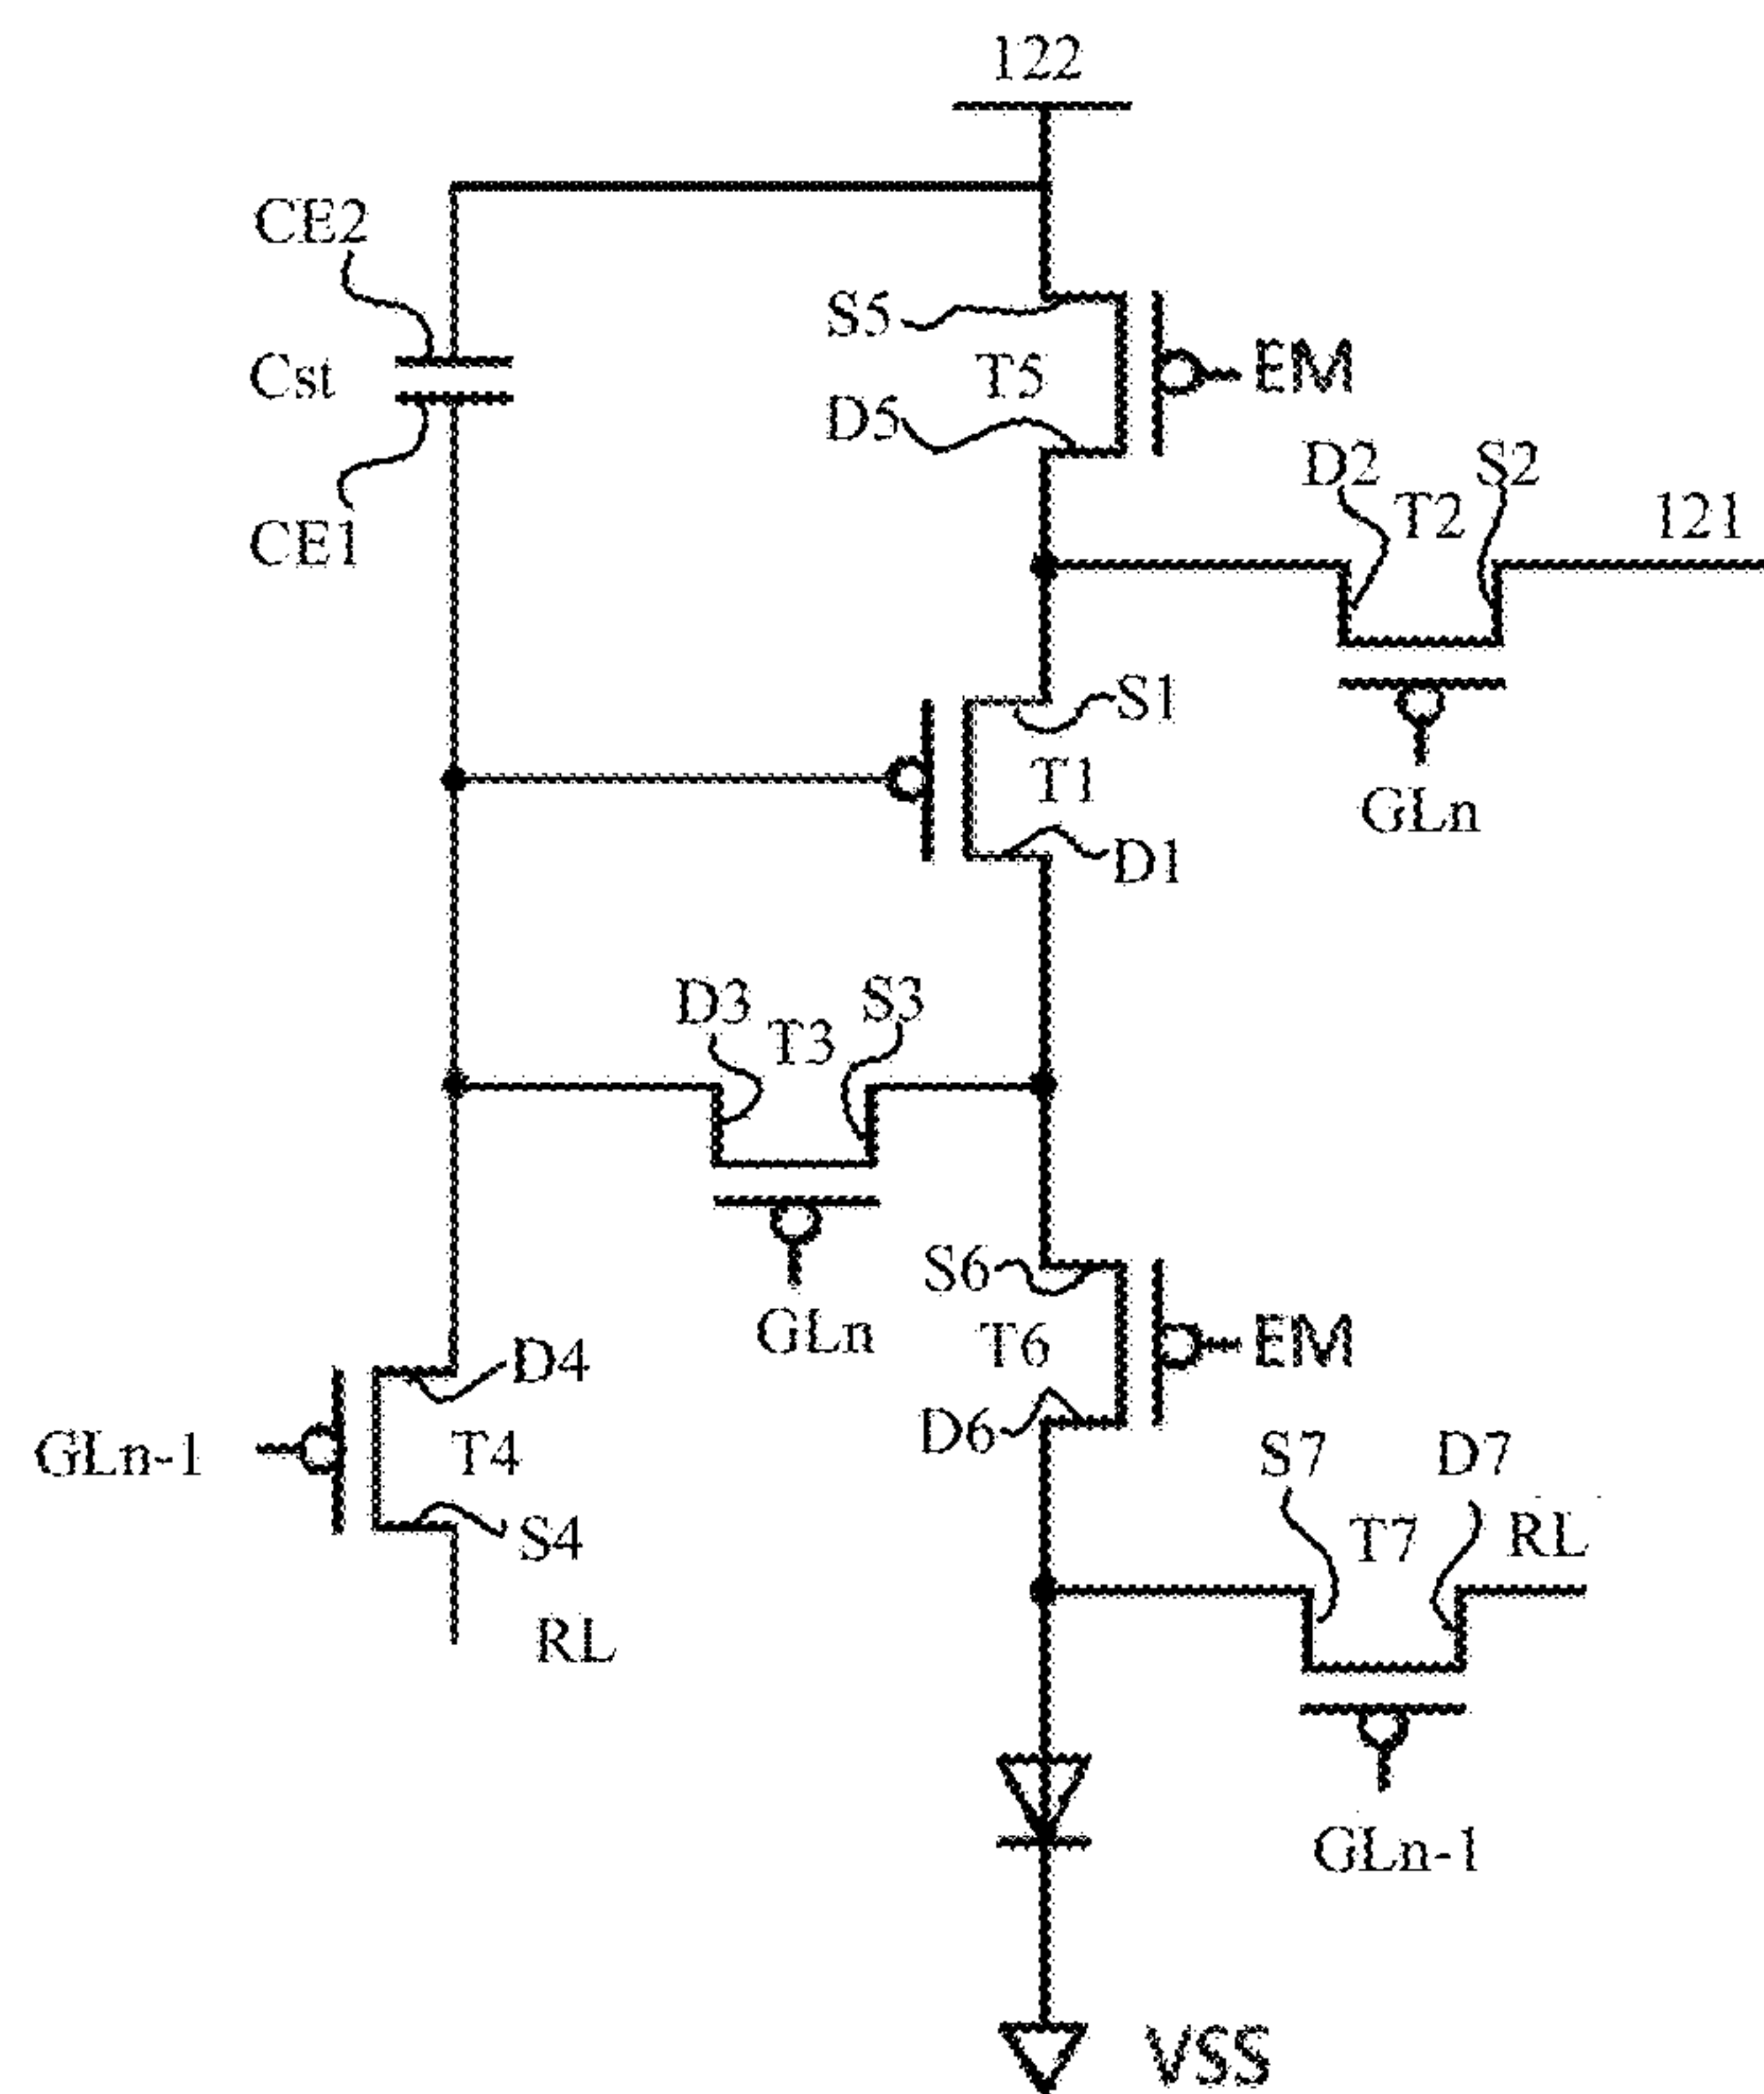 122
CE2
S5
T5
EM
Cst
D5
D2
S2
T2
121
CE1
S1
T1
GLn
D1
D3
S3
T3
S6
GLn
T6
EM
D4
D6
GLn-1
T4
S7
D7
S4
T7
RL
RL
GLn-1
VSS